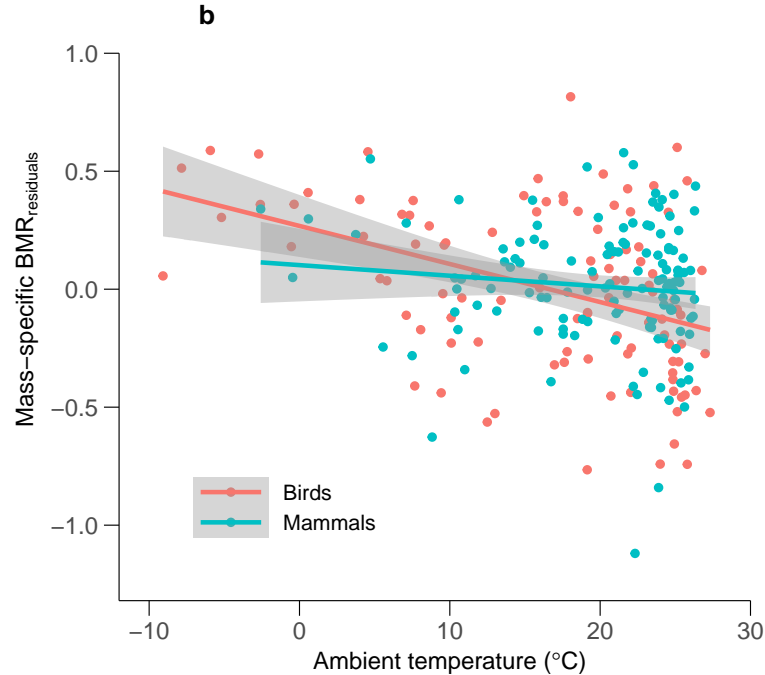 b
1.0
0.5
0.0
−0.5
−1.0
Mass−specific BMRresiduals
Birds
Mammals
−10 0 10 20 30
Ambient temperature (°C)